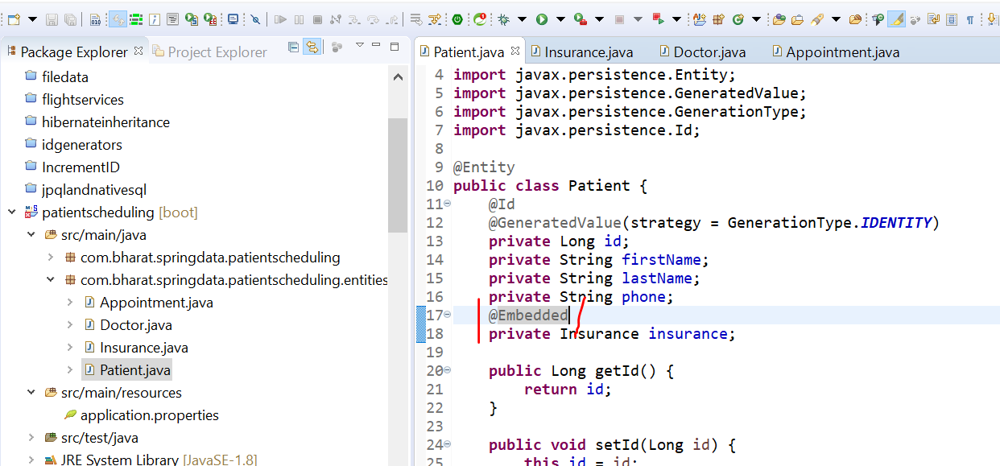 Package Explorer
Project Explorer
filedata
flightservices
hibernateinheritance
idgenerators
IncrementID
jpqlandnativesql
patientscheduling [boot]
src/main/java
com.bharat.springdata.patientscheduling
com.bharat.springdata.patientscheduling.entities
Appointment.java
Doctor.java
Insurance.java
Patient.java
src/main/resources
application.properties
src/test/java
JRE System Library [JavaSE-1.8]
Patient.java
Insurance.java
Doctor.java
Appointment.java
4 import javax.persistence.Entity;
5 import javax.persistence.GeneratedValue;
6 import javax.persistence.GenerationType;
7 import javax.persistence.Id;
8
9 @Entity
10 public class Patient {
11 @Id
12 @GeneratedValue(strategy = GenerationType.IDENTITY)
13 private Long id;
14 private String firstName;
15 private String lastName;
16 private String phone;
17 @Embedded
18 private Insurance insurance;
19
20 public Long getId() {
21 return id;
22 }
23
24 public void setId(Long id) {
25 this.id = id;